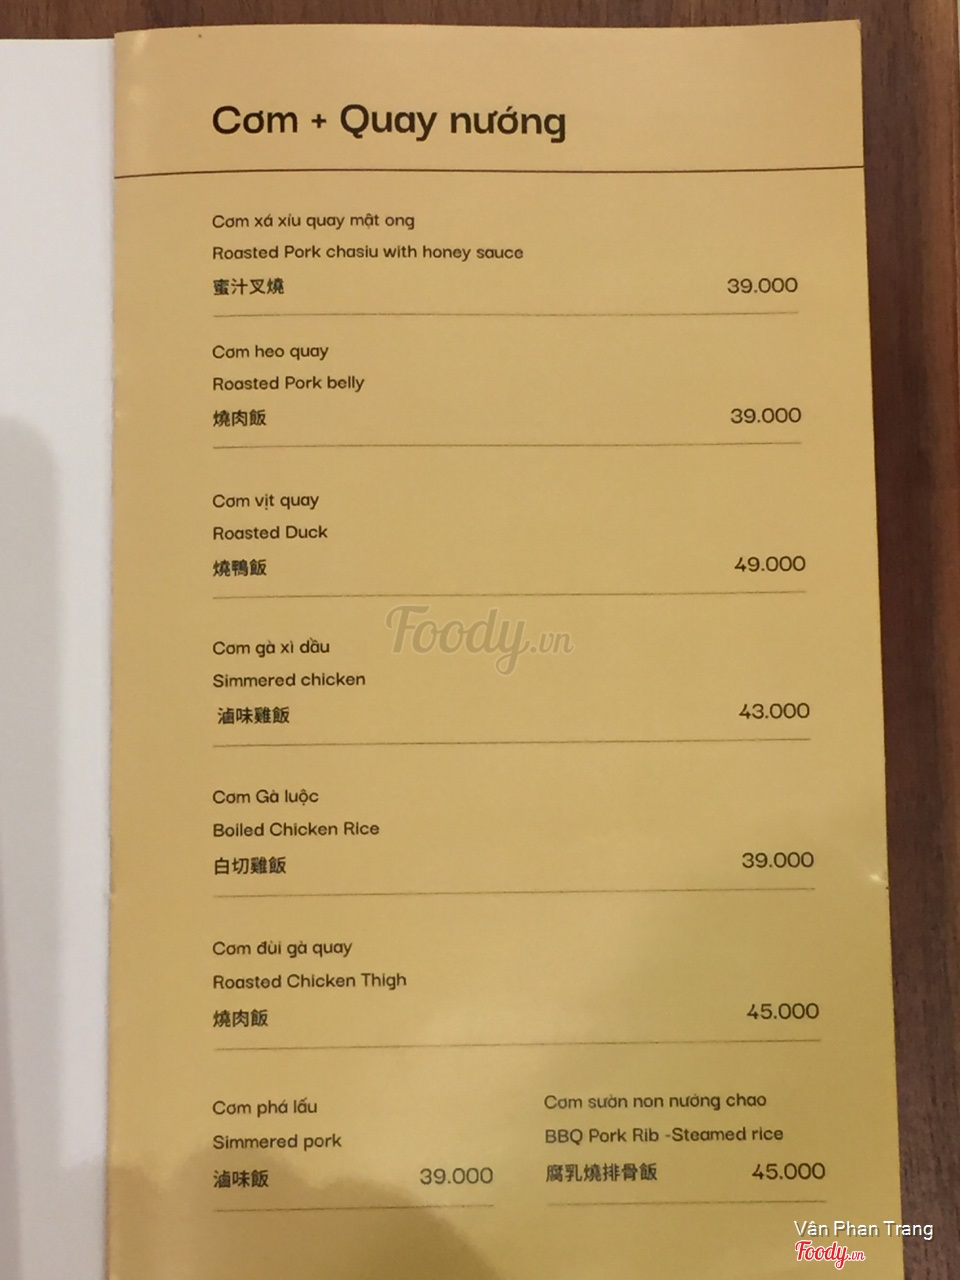 Cơm + Quay nướng
Cơm xá xíu quay mật ong
Roasted Pork chasiu with honey sauce
蜜汁叉燒 39.000
Cơm heo quay
Roasted Pork belly
燒肉飯 39.000
Cơm vịt quay
Roasted Duck
燒鴨飯 49.000
Foody.vn
Cơm gà xì dầu
Simmered chicken
滷味雞飯 43.000
Cơm Gà luộc
Boiled Chicken Rice
白切雞飯 39.000
Cơm đùi gà quay
Roasted Chicken Thigh
燒肉飯 45.000
Cơm phá lấu
Simmered pork
滷味飯 39.000
Cơm sườn non nướng chao
BBQ Pork Rib -Steamed rice
腐乳燒排骨飯 45.000
Vân Phan Trang
Foody.vn